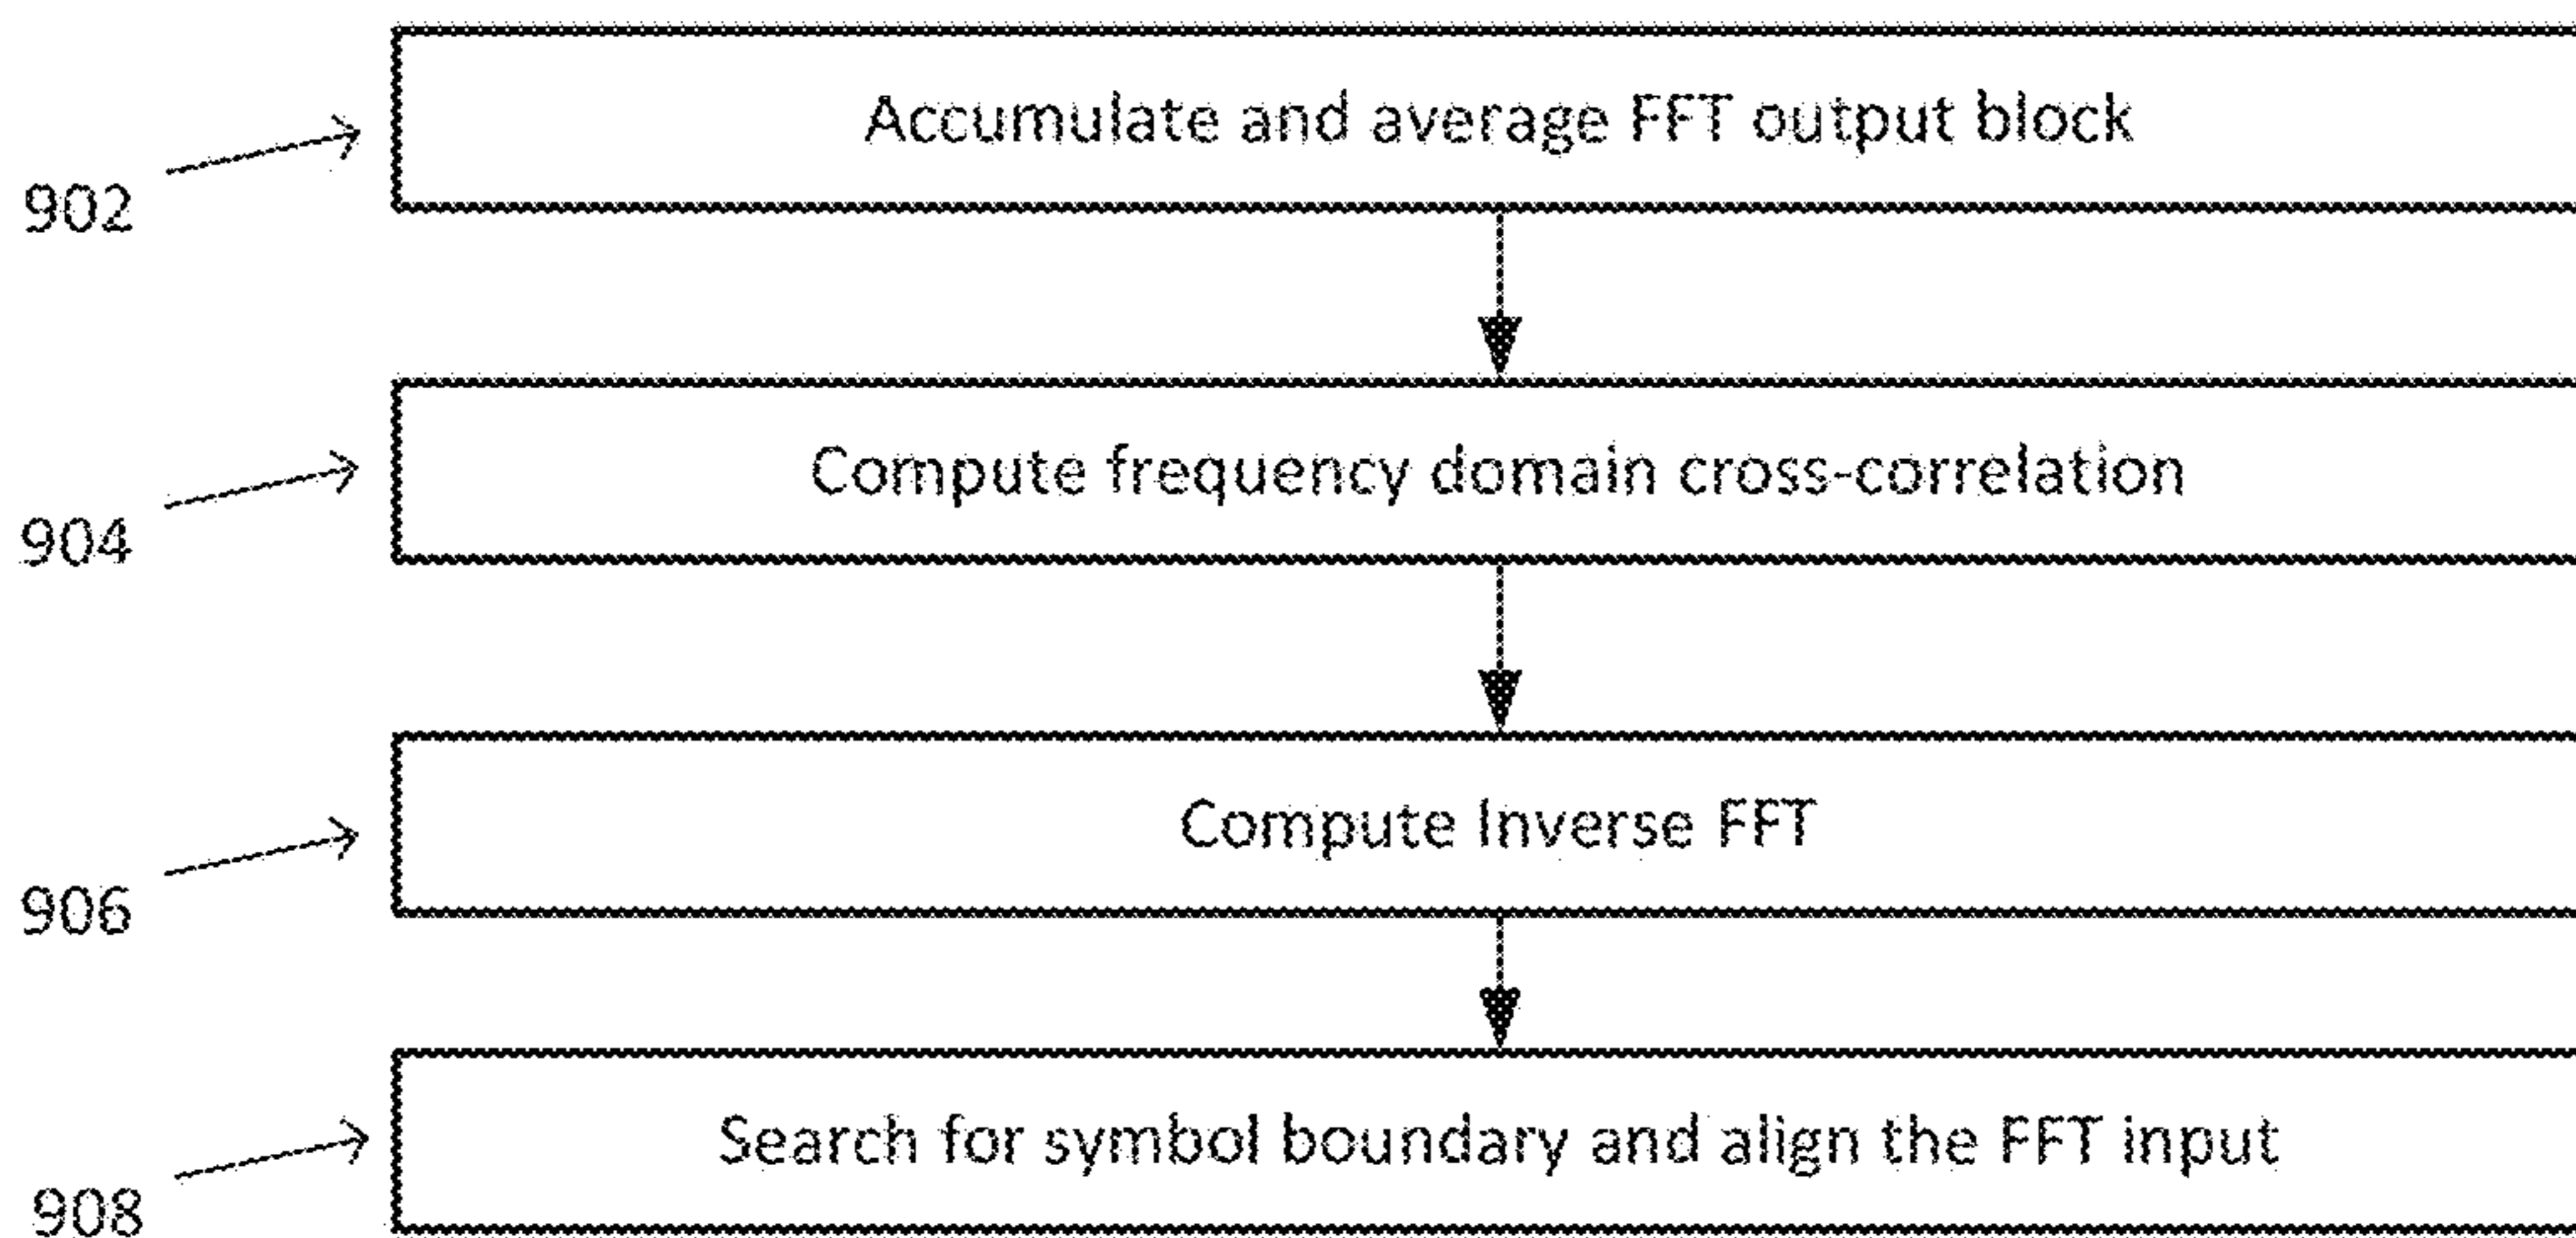 Accumulate and average FFT output block
902
Compute frequency domain cross-correlation
904
Compute Inverse FFT
906
Search for symbol boundary and align the FFT input
908